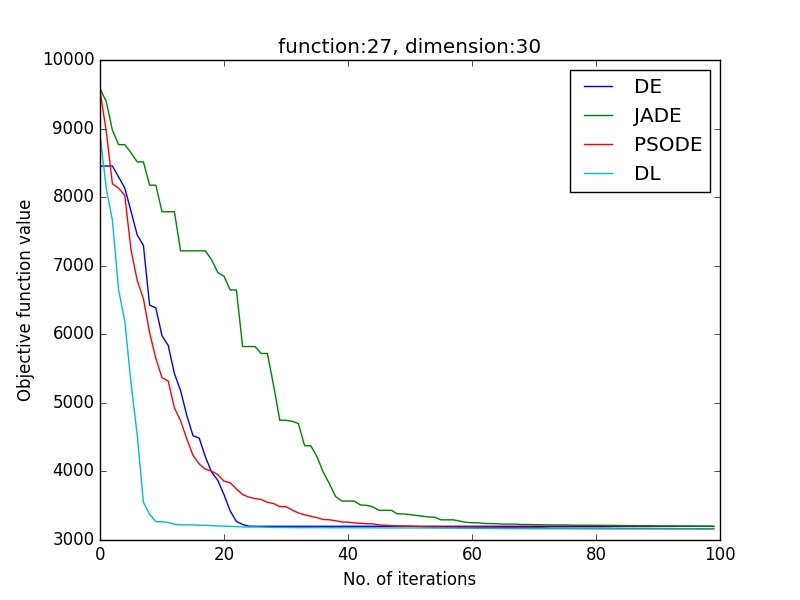 function:27, dimension:30
10000
9000
8000
7000
6000
5000
4000
3000
Objective function value
DE
JADE
PSODE
DL
0 20 40 60 80 100
No. of iterations